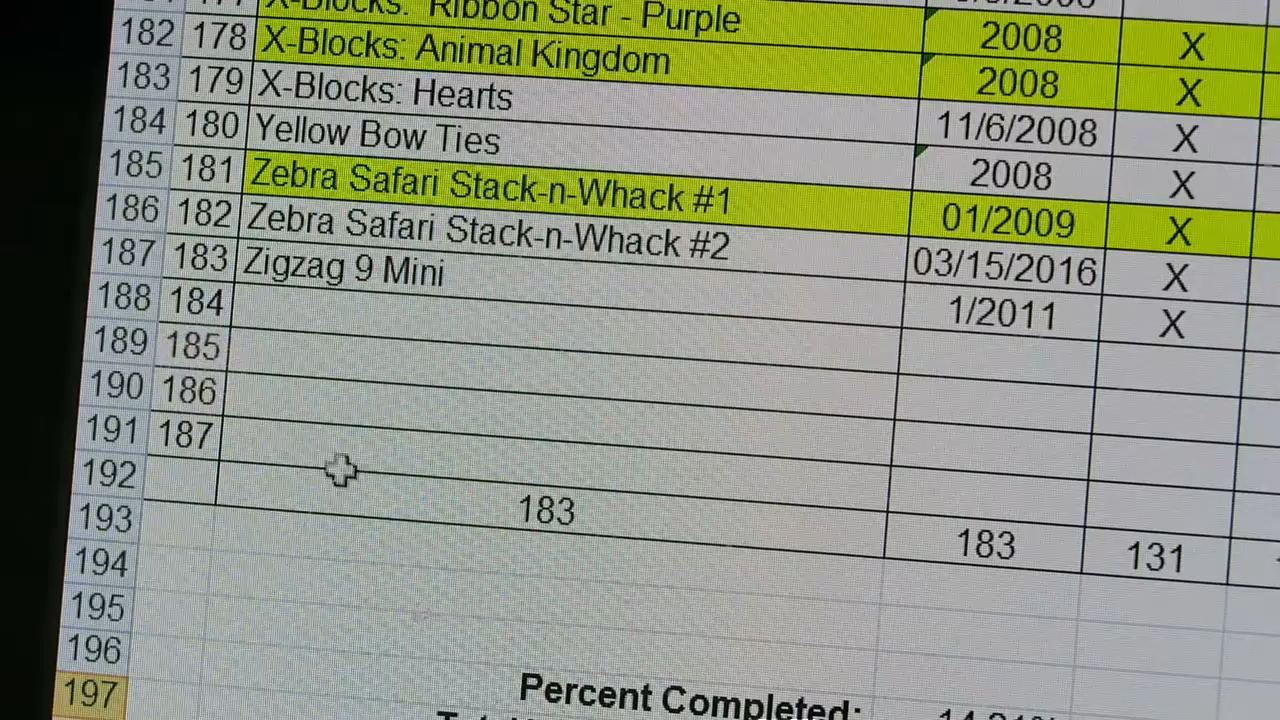 X-Blocks: Ribbon Star - Purple 2008 X
182 178 X-Blocks: Animal Kingdom 2008 X
183 179 X-Blocks: Hearts 11/6/2008 X
184 180 Yellow Bow Ties 2008 X
185 181 Zebra Safari Stack-n-Whack #1 01/2009 X
186 182 Zebra Safari Stack-n-Whack #2 03/15/2016 X
187 183 Zigzag 9 Mini 1/2011 X
188 184
189 185
190 186
191 187
192 183 183 131
193
194
195
196
197 Percent Completed: